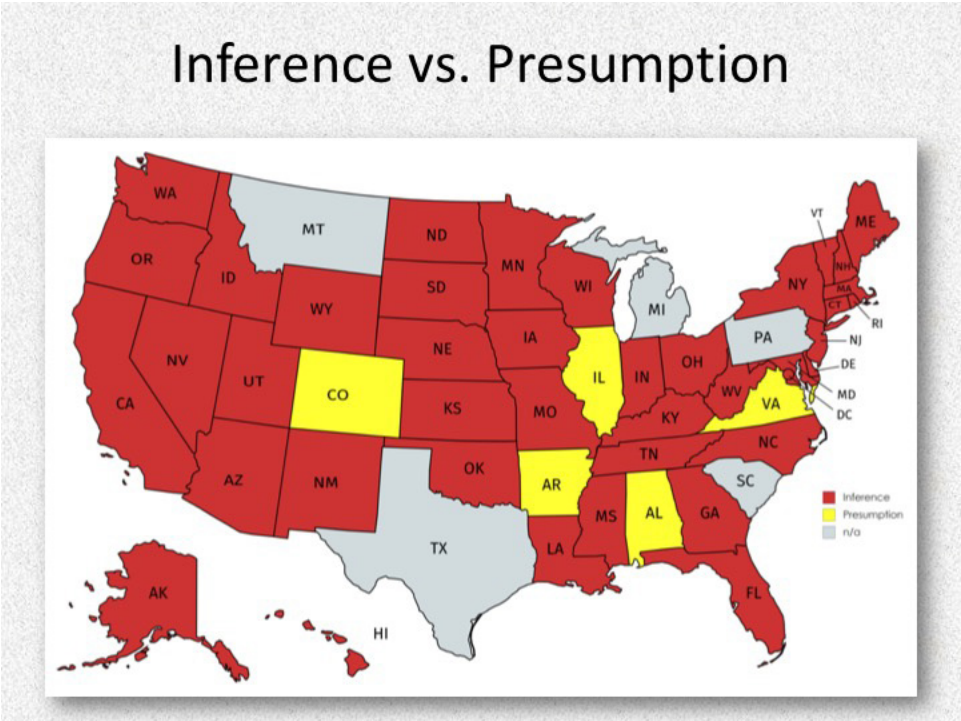 Inference vs. Presumption
WA
MT
ND
MN
VT
ME
OR
ID
SD
WI
NY
NH
MA
CT
WY
MI
RI
IA
PA
NJ
NV
NE
IL
IN
OH
DE
UT
CO
WV
MD
CA
KS
MO
KY
VA
DC
NC
TN
AZ
NM
OK
AR
SC
MS
AL
GA
Inference
Presumption
n/a
TX
LA
AK
FL
HI